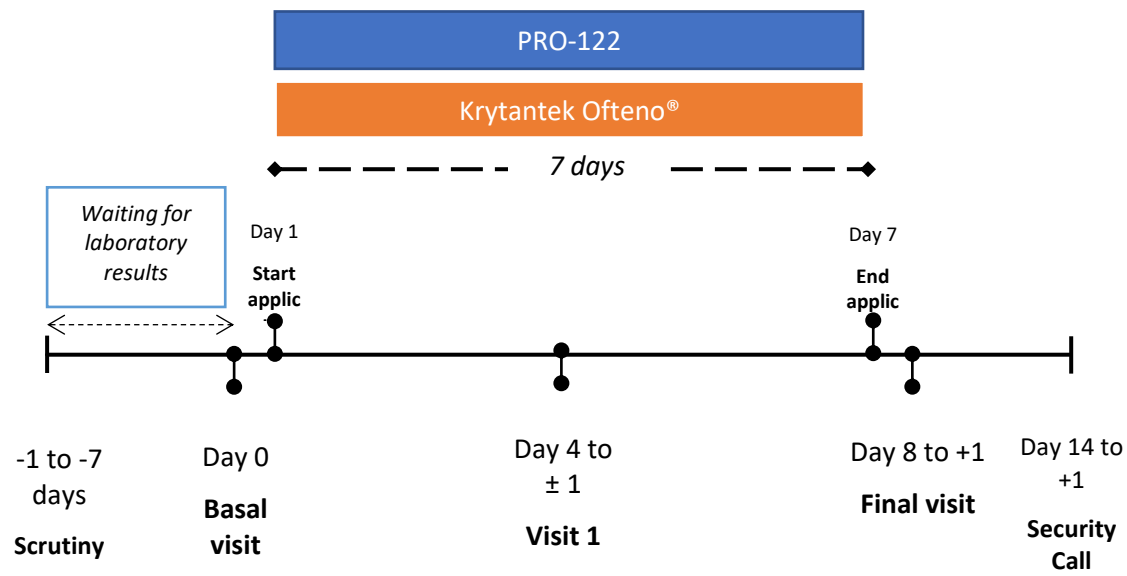 PRO-122
Krytantek Ofteno®
7 days
Waiting for
laboratory
results
Day 1
Start
applic
Day 7
End
applic
-1 to -7
days
Scrutiny
Day 0
Basal
visit
Day 4 to
± 1
Visit 1
Day 8 to +1
Final visit
Day 14 to
+1
Security
Call